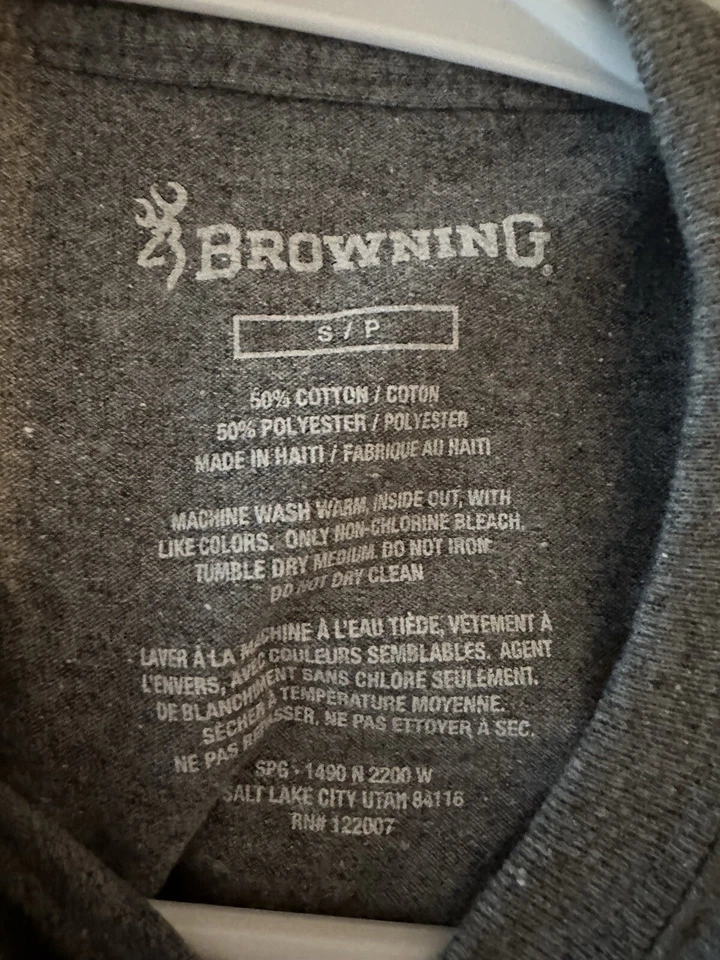 BROWNING®
S / P
50% COTTON / COTON
50% POLYESTER / POLYESTER
MADE IN HAITI / FABRIQUE AU HAITI
MACHINE WASH WARM, INSIDE OUT, WITH
LIKE COLORS. ONLY NON-CHLORINE BLEACH.
TUMBLE DRY MEDIUM. DO NOT IRON
DO NOT DRY CLEAN
LAVER À LA MACHINE À L'EAU TIÈDE, VÊTEMENT À
L'ENVERS, AVEC COULEURS SEMBLABLES. AGENT
DE BLANCHIMENT SANS CHLORE SEULEMENT.
SÉCHER À TEMPÉRATURE MOYENNE.
NE PAS REPASSER, NE PAS ETTOYER À SEC.
SPG - 1490 N 2200 W
SALT LAKE CITY UTAH 84116
RN# 122007